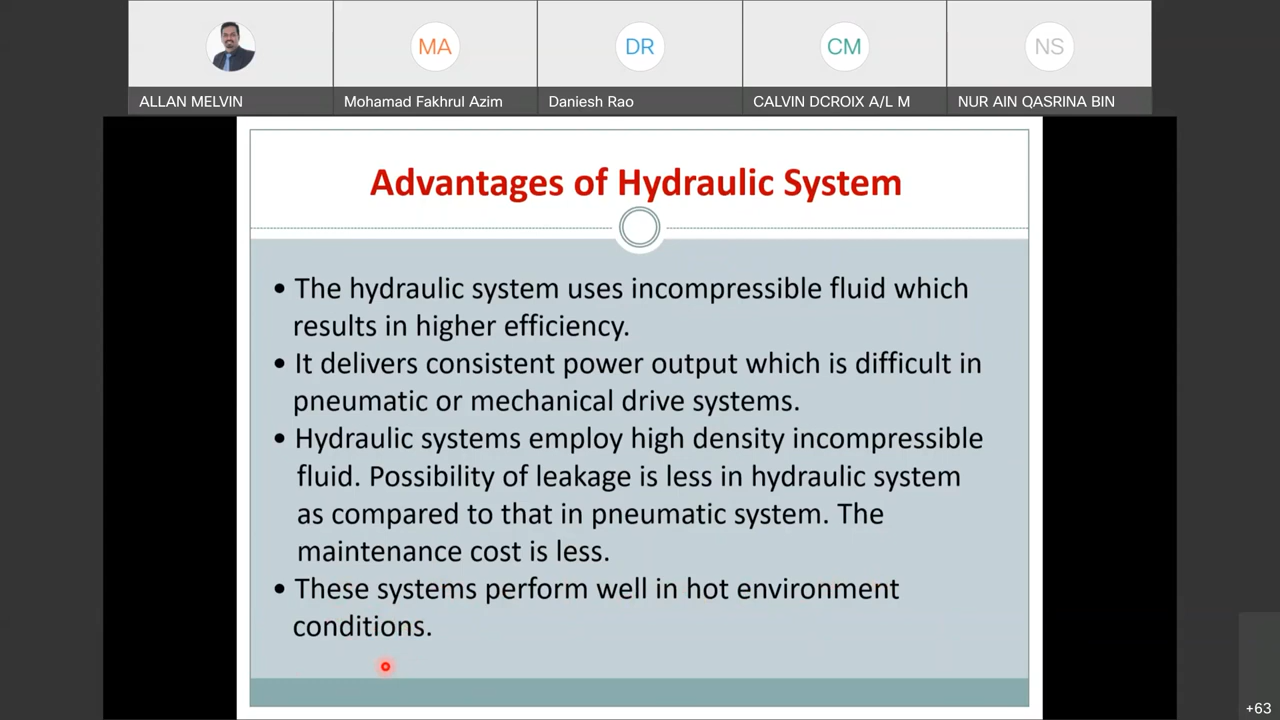 MA
DR
CM
NS
ALLAN MELVIN
Mohamad Fakhrul Azim
Daniesh Rao
CALVIN DCROIX A/L M
NUR AIN QASRINA BIN
Advantages of Hydraulic System
• The hydraulic system uses incompressible fluid which
results in higher efficiency.
• It delivers consistent power output which is difficult in
pneumatic or mechanical drive systems.
• Hydraulic systems employ high density incompressible
fluid. Possibility of leakage is less in hydraulic system
as compared to that in pneumatic system. The
maintenance cost is less.
• These systems perform well in hot environment
conditions.
+63